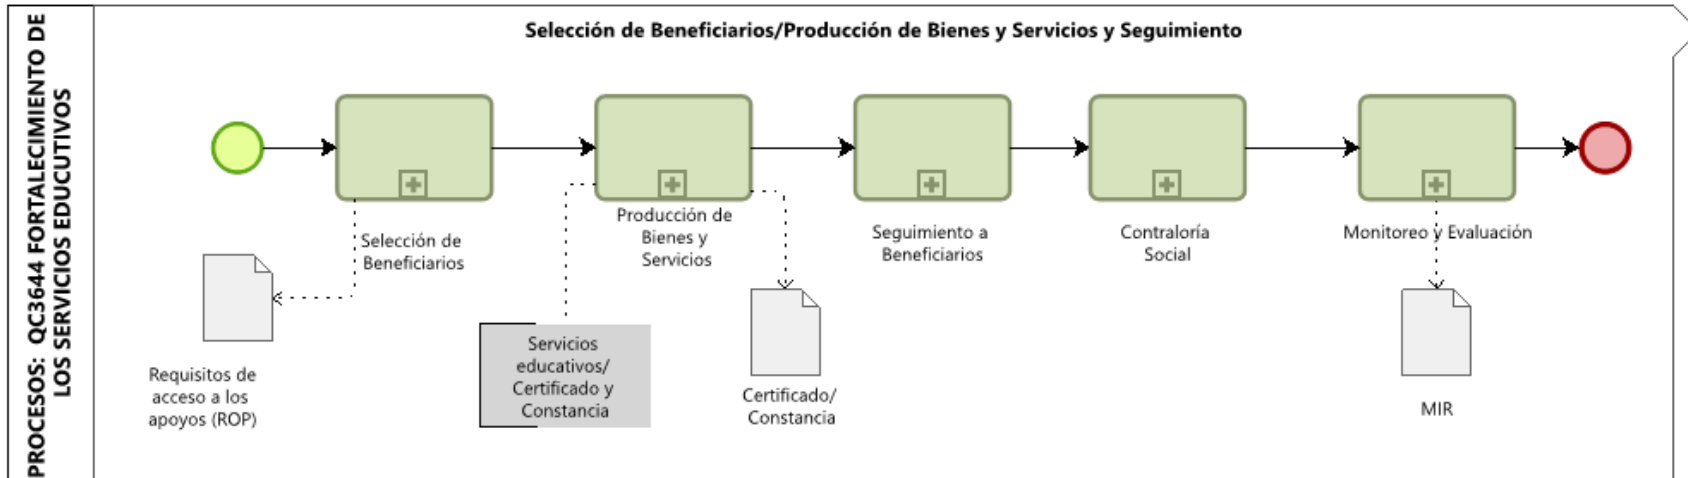 PROCESOS: QC3644 FORTALECIMIENTO DE
LOS SERVICIOS EDUCUTIVOS
Selección de Beneficiarios/Producción de Bienes y Servicios y Seguimiento
Selección de
Beneficiarios
Producción de
Bienes y
Servicios
Seguimiento a
Beneficiarios
Contraloría
Social
Monitoreo y Evaluación
Requisitos de
acceso a los
apoyos (ROP)
Servicios
educativos/
Certificado y
Constancia
Certificado/
Constancia
MIR